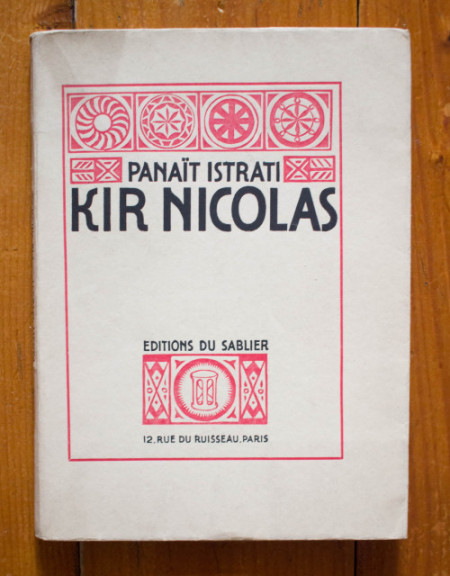 PANAÏT ISTRATI
KIR NICOLAS
EDITIONS DU SABLIER
12, RUE DU RUISSEAU, PARIS